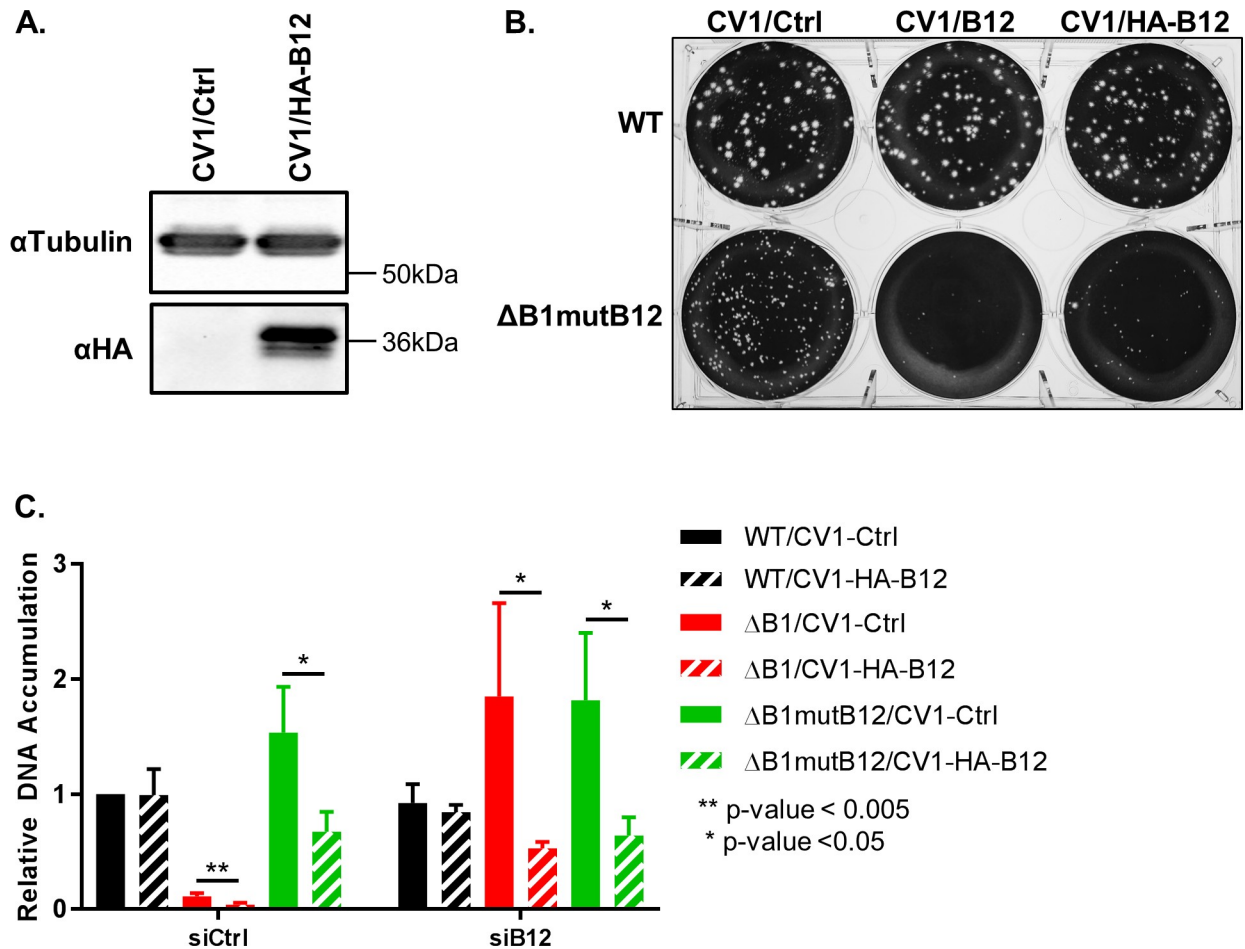 A.
CV1/Ctrl
CV1/HA-B12
αTubulin
50kDa
αHA
36kDa
B.
CV1/Ctrl CV1/B12 CV1/HA-B12
WT
ΔB1mutB12
C.
Relative DNA Accumulation
3
2
1
0
*
**
*
*
siCtrl siB12
WT/CV1-Ctrl
WT/CV1-HA-B12
ΔB1/CV1-Ctrl
ΔB1/CV1-HA-B12
ΔB1mutB12/CV1-Ctrl
ΔB1mutB12/CV1-HA-B12
** p-value < 0.005
* p-value <0.05